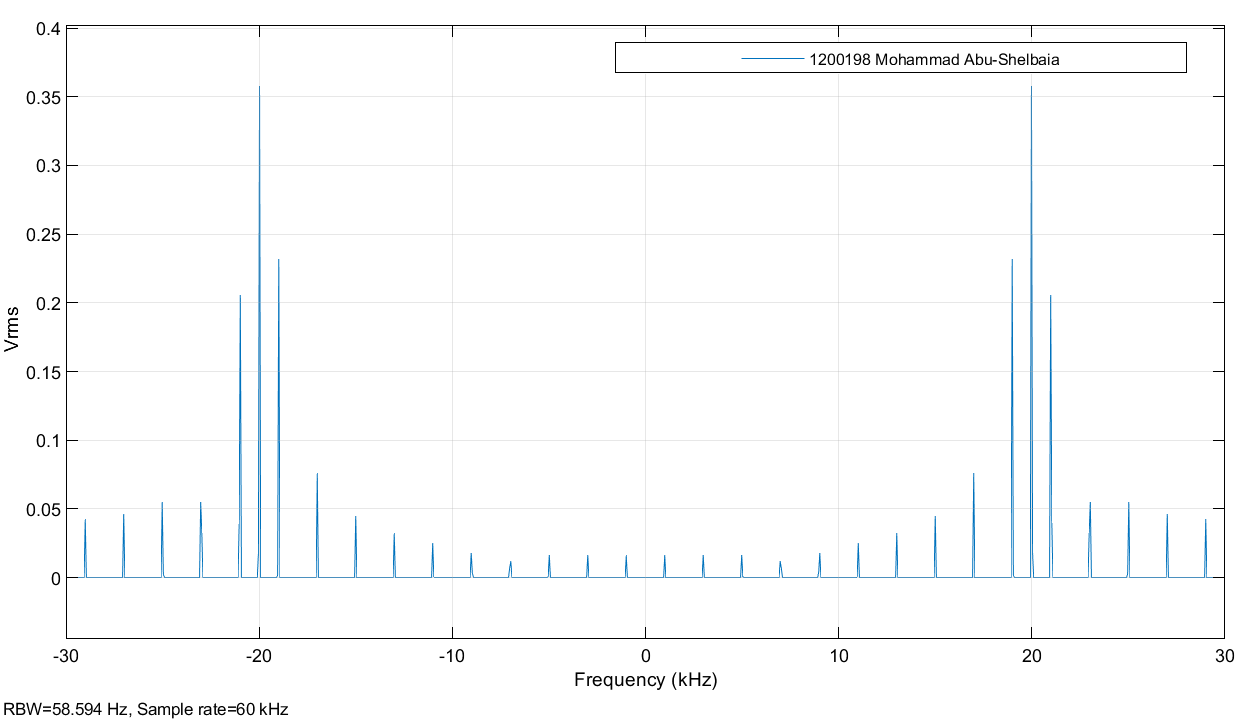 0.4
1200198 Mohammad Abu-Shelbaia
0.35
0.3
0.25
0.2
Vrms
0.15
0.1
0.05
0
-30 -20 -10 0 10 20 30
Frequency (kHz)
RBW=58.594 Hz, Sample rate=60 kHz